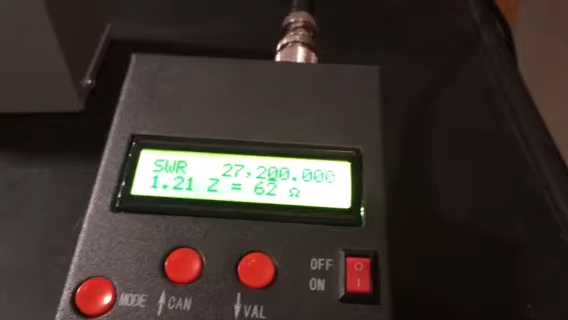 SWR 27,200.000
1.21 Z = 62 Ω
OFF
ON
MODE
CAN
VAL